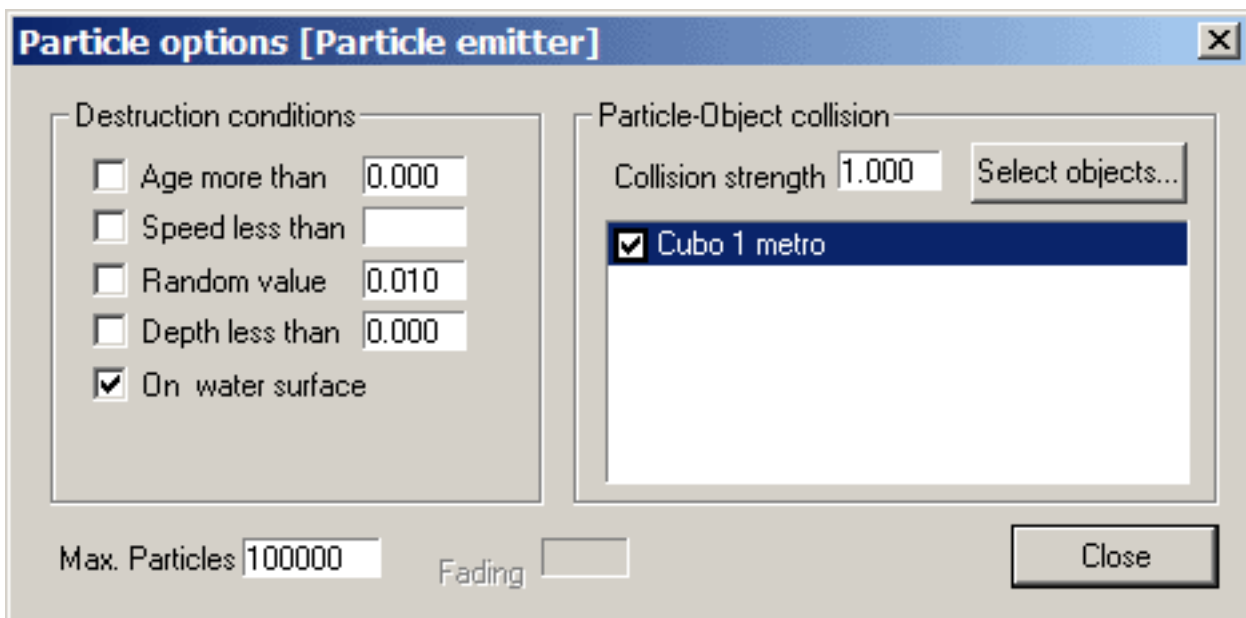 Particle options [Particle emitter]
Destruction conditions
Age more than 0.000
Speed less than
Random value 0.010
Depth less than 0.000
On water surface
Particle-Object collision
Collision strength 1.000 Select objects...
Cubo 1 metro
Max. Particles 100000 Fading
Close